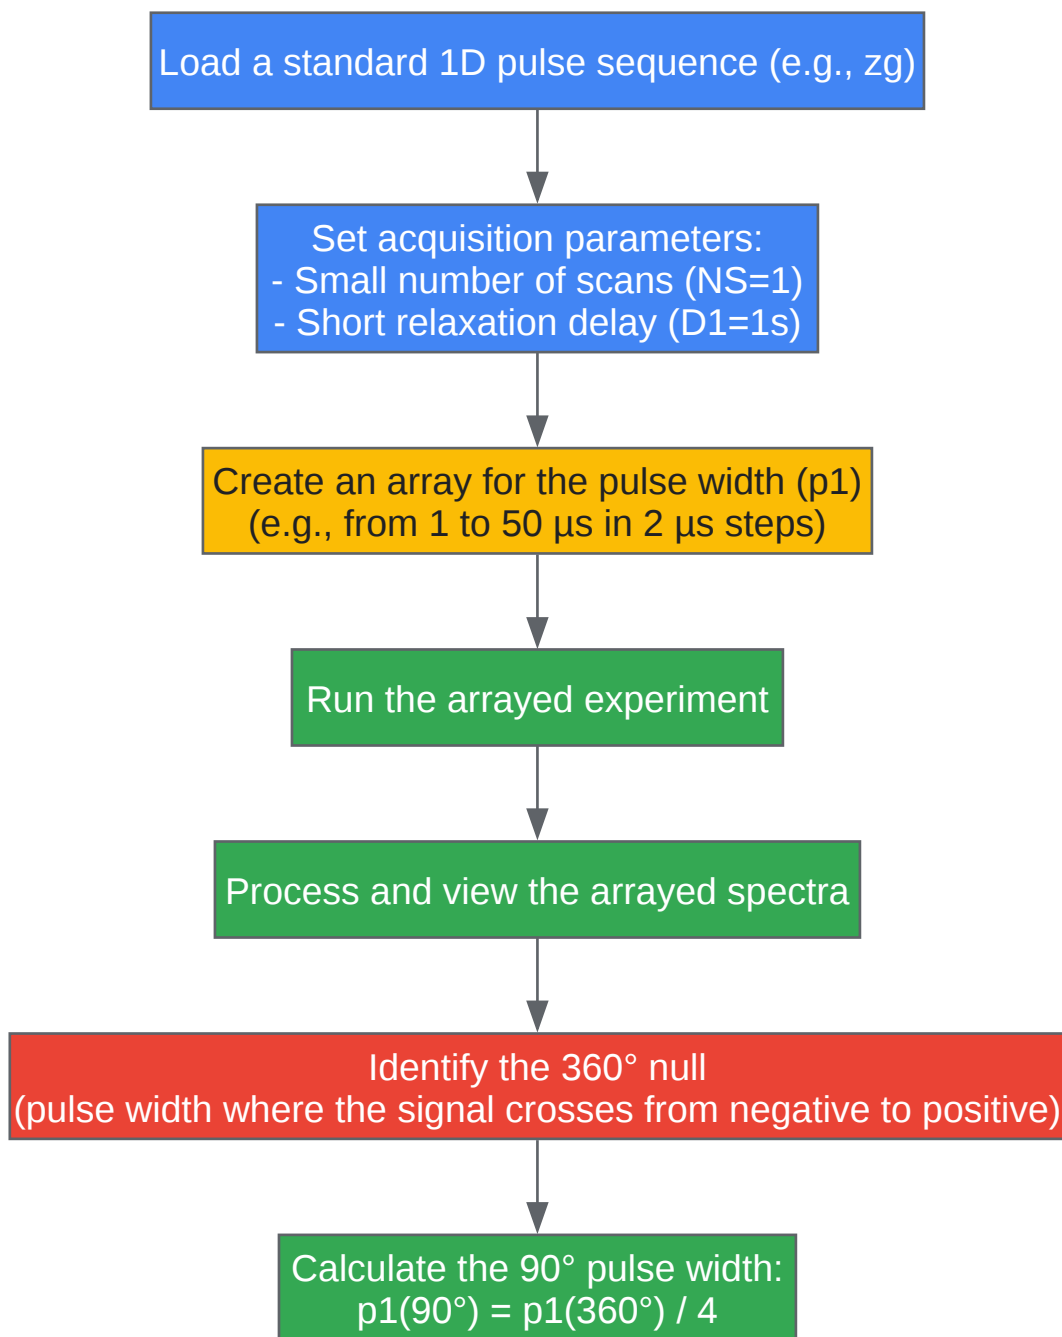 Load a standard 1D pulse sequence (e.g., zg)
Set acquisition parameters:
- Small number of scans (NS=1)
- Short relaxation delay (D1=1s)
Create an array for the pulse width (p1)
(e.g., from 1 to 50 µs in 2 µs steps)
Run the arrayed experiment
Process and view the arrayed spectra
Identify the 360° null
(pulse width where the signal crosses from negative to positive)
Calculate the 90° pulse width:
p1(90°) = p1(360°) / 4